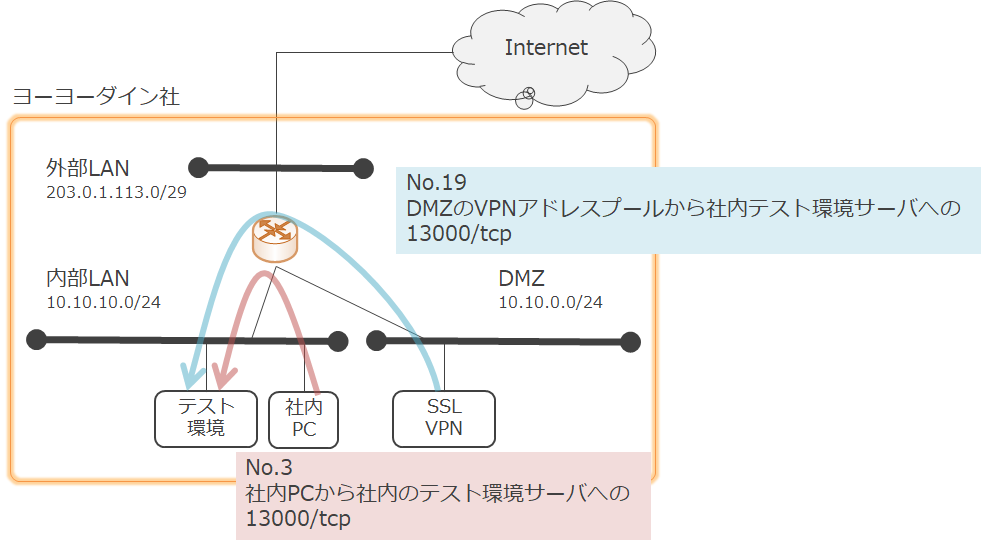 Internet
ヨーヨーダイン社
外部LAN
203.0.1.113.0/29
No.19
DMZのVPNアドレスプールから社内テスト環境サーバへの
13000/tcp
内部LAN
10.10.10.0/24
DMZ
10.10.0.0/24
テスト
環境
社内
PC
SSL
VPN
No.3
社内PCから社内のテスト環境サーバへの
13000/tcp